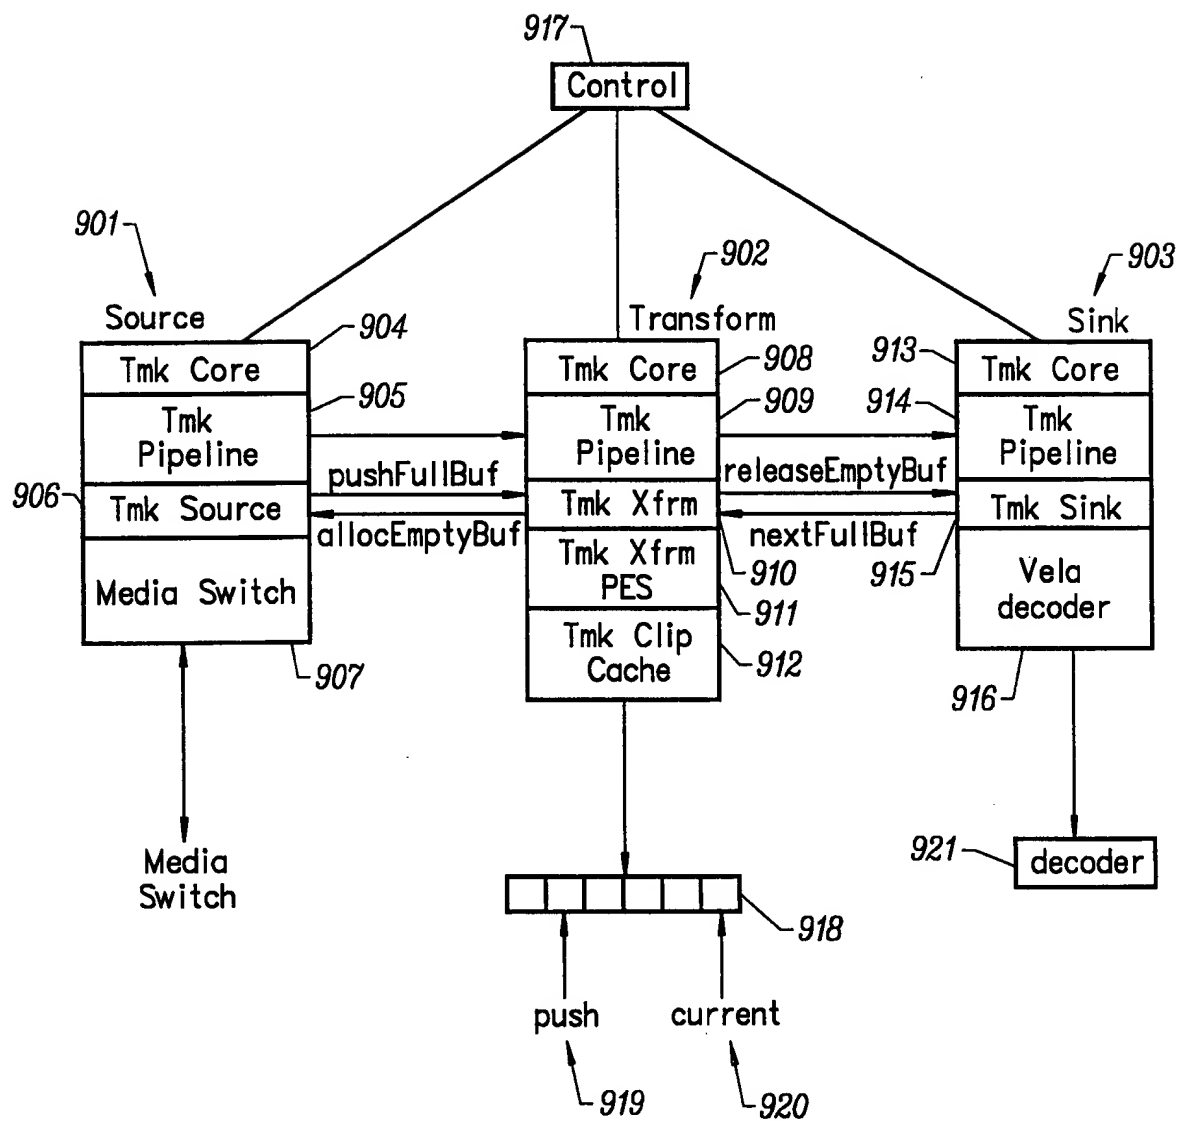 917
Control
901
902
903
Source
Transform
Sink
904
908
913
Tmk Core
Tmk Core
Tmk Core
905
909
914
Tmk
Pipeline
Tmk
Pipeline
Tmk
Pipeline
pushFullBuf
releaseEmptyBuf
906
Tmk Source
Tmk Xfrm
Tmk Sink
allocEmptyBuf
nextFullBuf
910
915
Media Switch
Tmk Xfrm
PES
Vela
decoder
911
Tmk Clip
Cache
912
907
916
Media
Switch
921
decoder
918
push
current
919
920